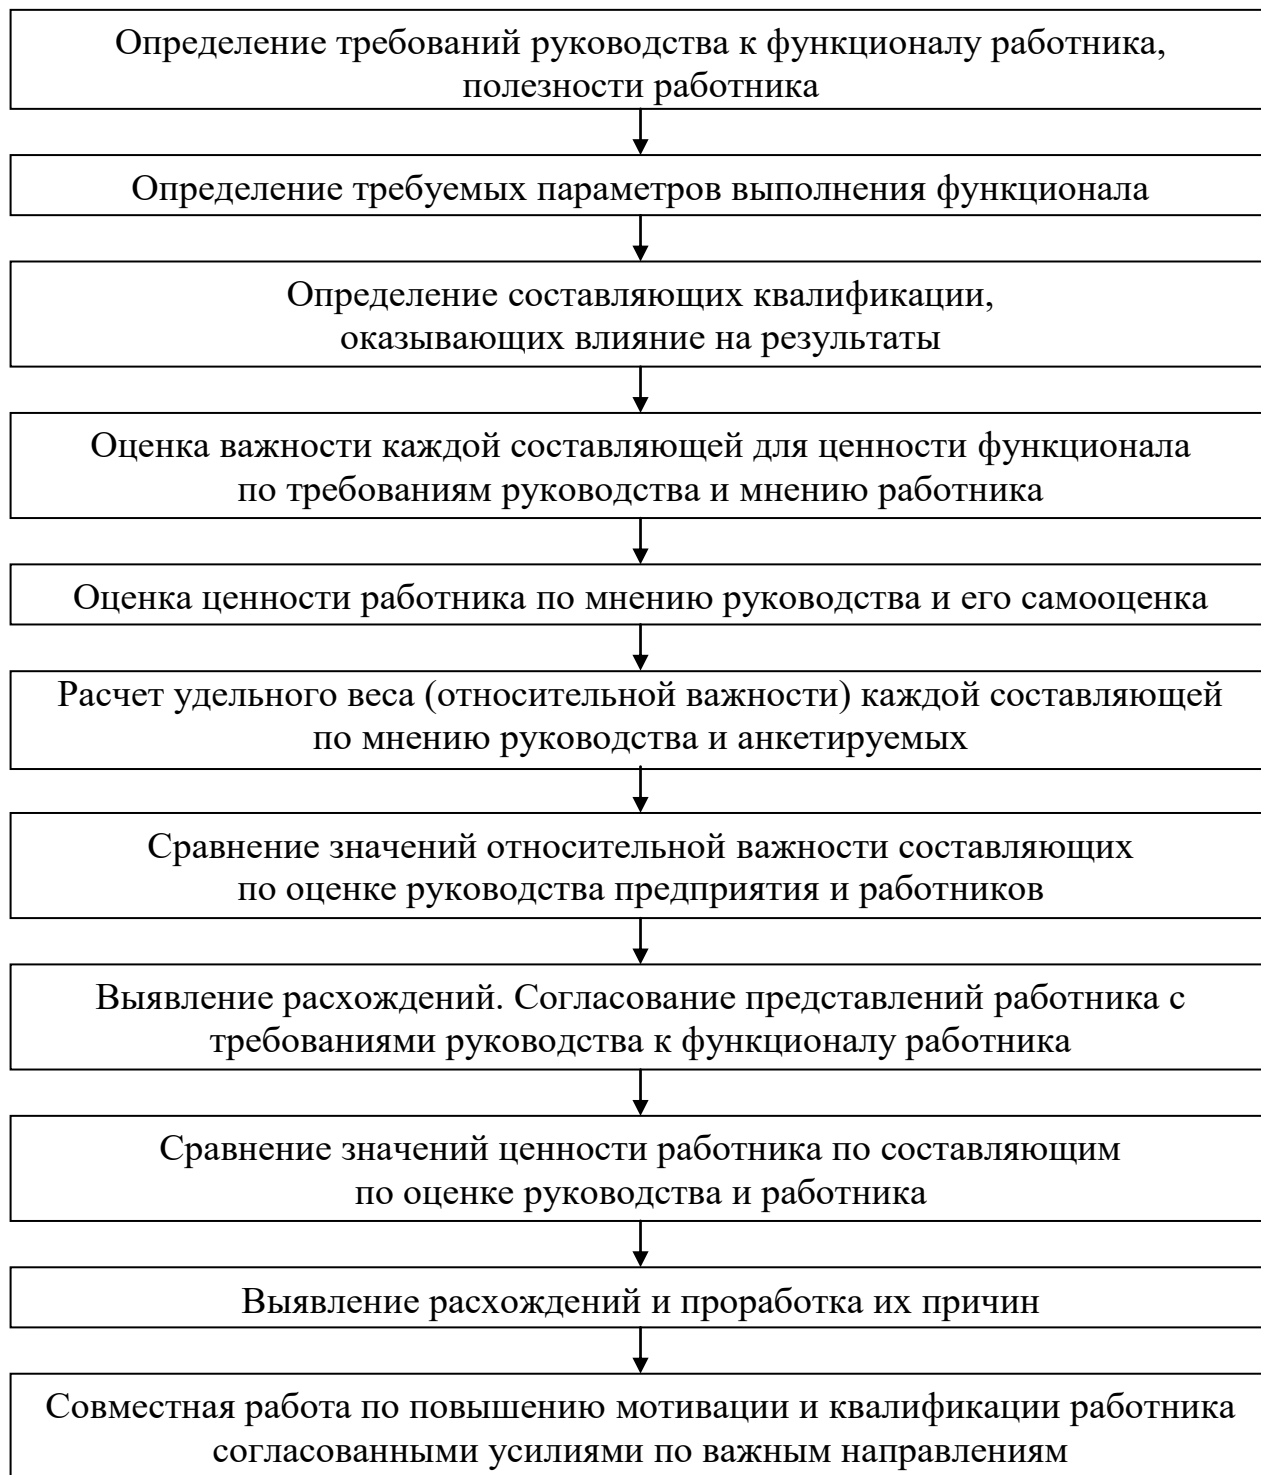 Определение требований руководства к функционалу работника,
полезности работника
Определение требуемых параметров выполнения функционала
Определение составляющих квалификации,
оказывающих влияние на результаты
Оценка важности каждой составляющей для ценности функционала
по требованиям руководства и мнению работника
Оценка ценности работника по мнению руководства и его самооценка
Расчет удельного веса (относительной важности) каждой составляющей
по мнению руководства и анкетируемых
Сравнение значений относительной важности составляющих
по оценке руководства предприятия и работников
Выявление расхождений. Согласование представлений работника с
требованиями руководства к функционалу работника
Сравнение значений ценности работника по составляющим
по оценке руководства и работника
Выявление расхождений и проработка их причин
Совместная работа по повышению мотивации и квалификации работника
согласованными усилиями по важным направлениям